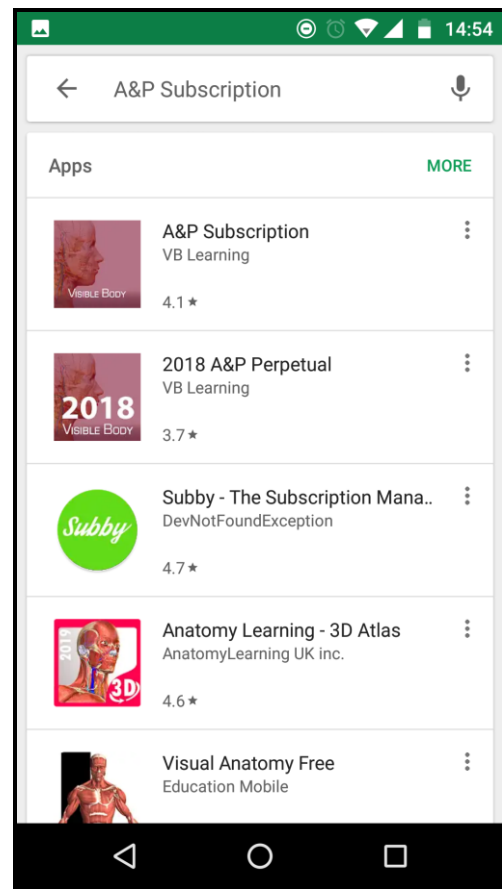 14:54
A&P Subscription
Apps
MORE
VISIBLE BODY
A&P Subscription
VB Learning
4.1★
2018
VISIBLE BODY
2018 A&P Perpetual
VB Learning
3.7★
Subby
Subby - The Subscription Mana..
DevNotFoundException
4.7★
2019
3D
Anatomy Learning - 3D Atlas
AnatomyLearning UK inc.
4.6★
Visual Anatomy Free
Education Mobile